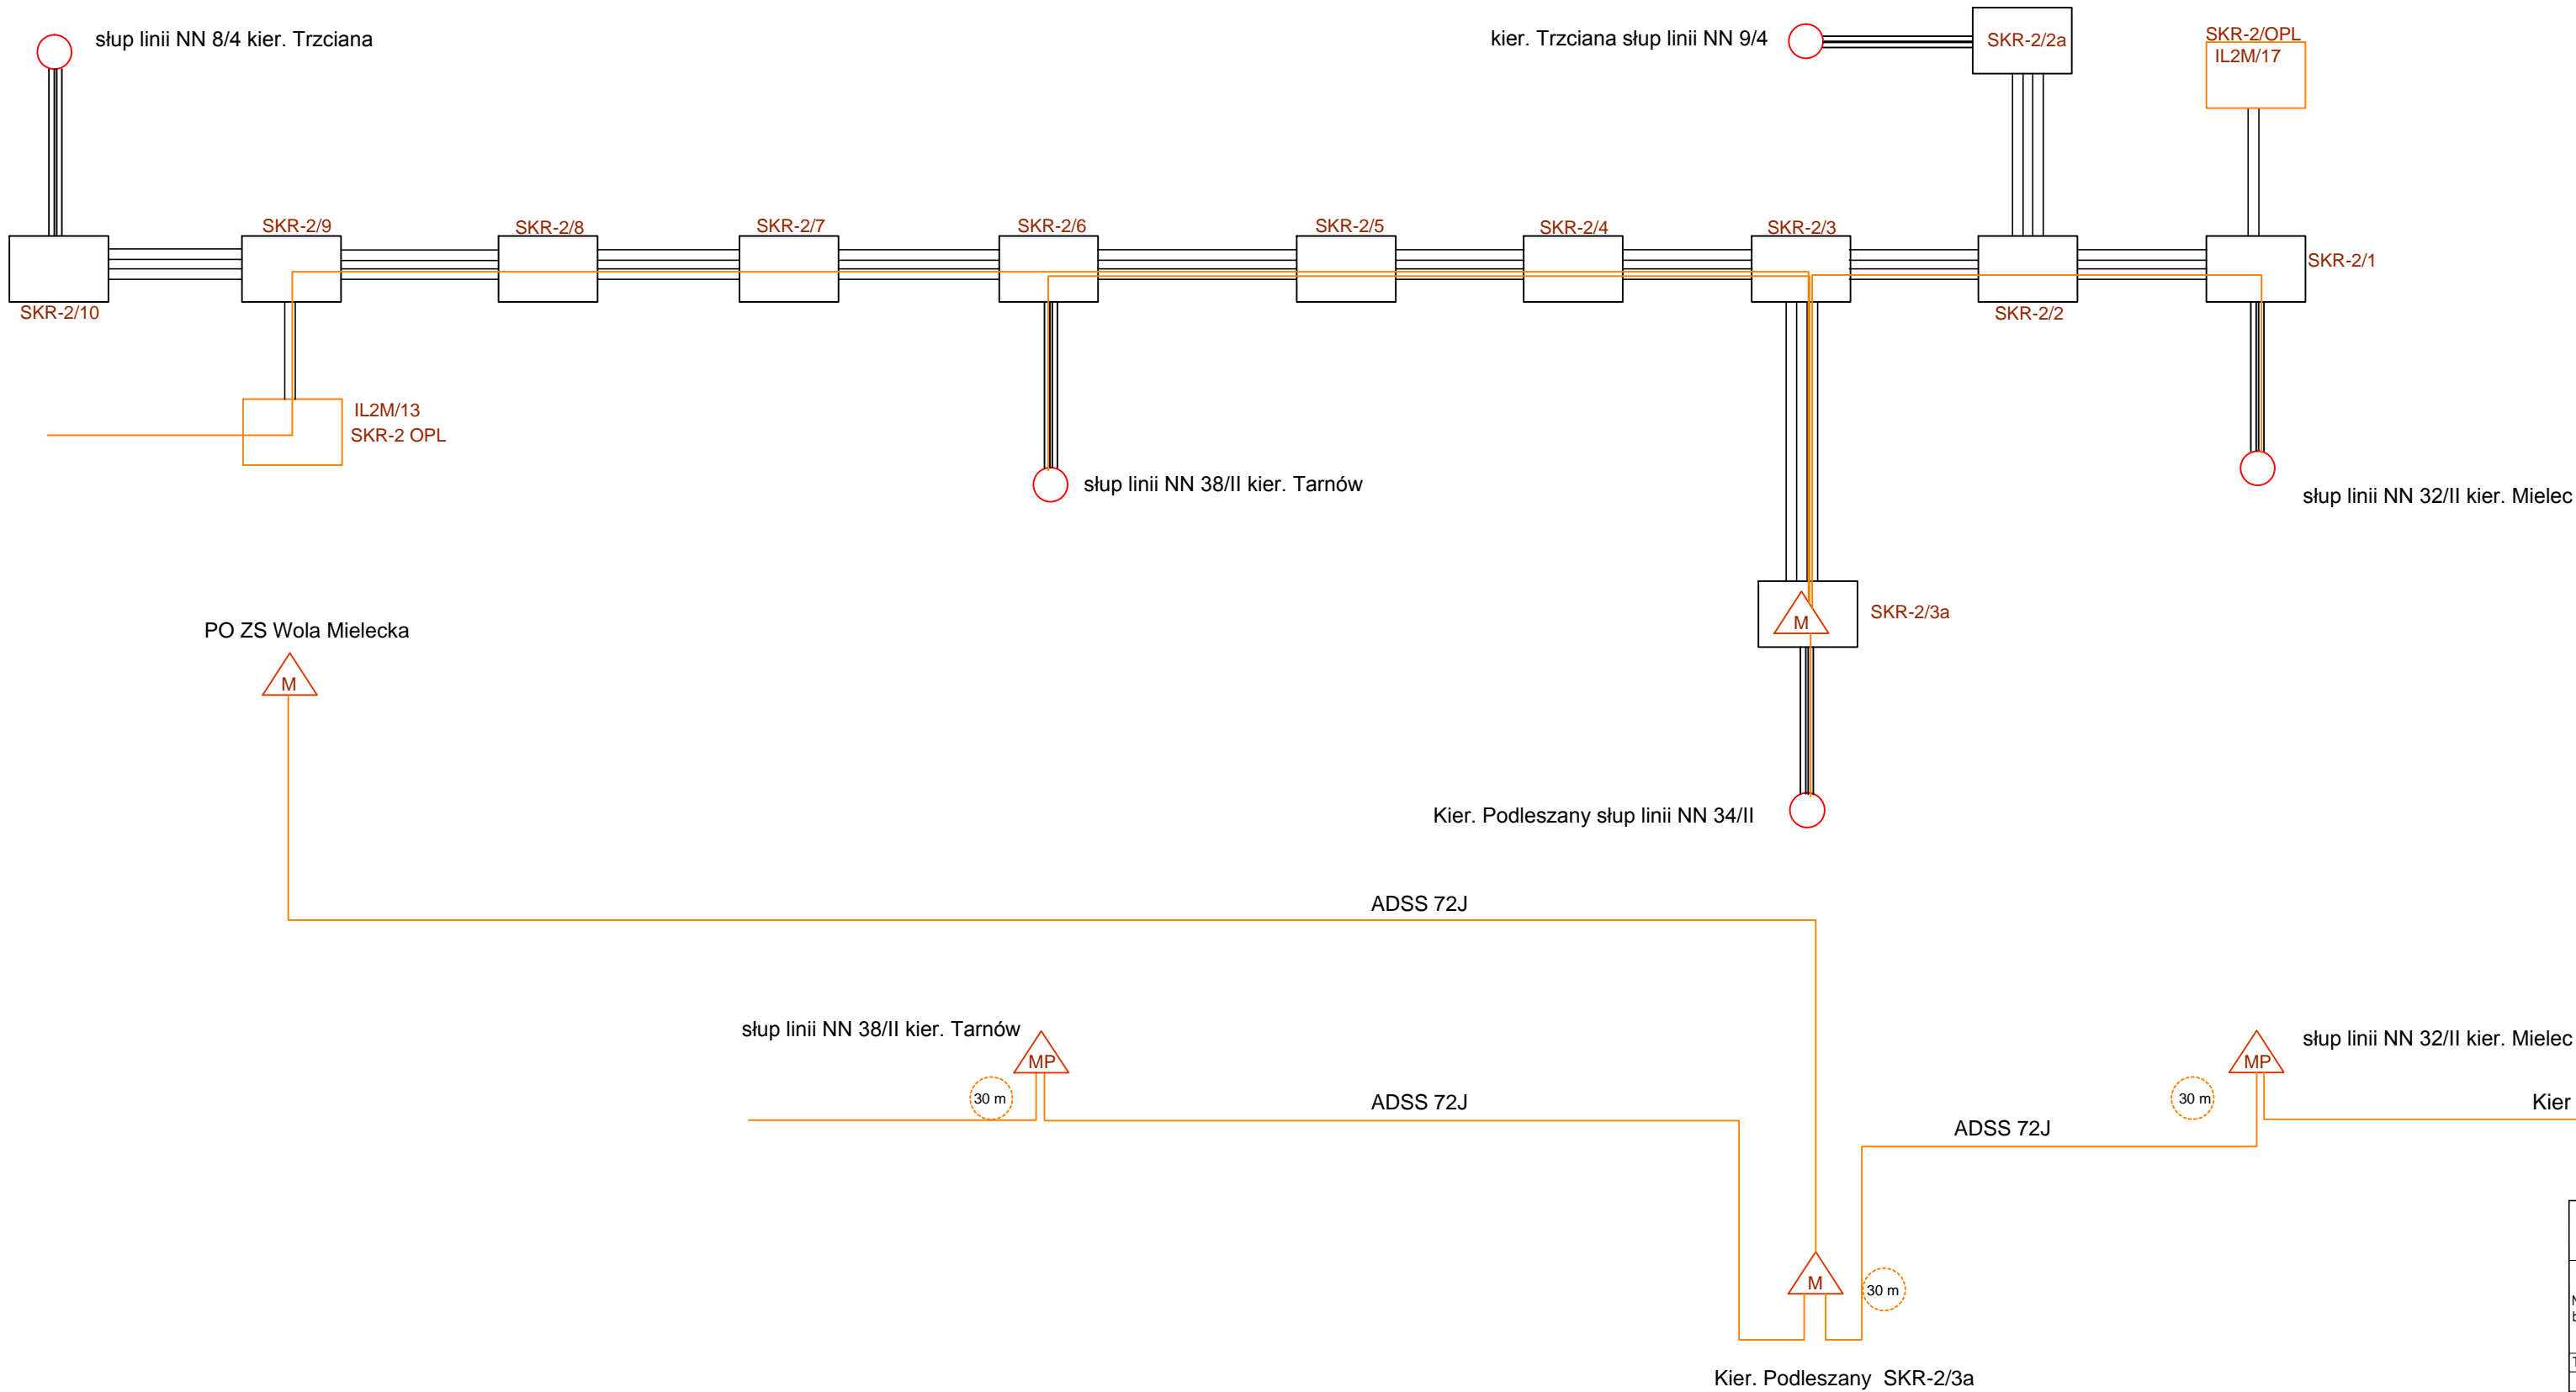 słup linii NN 8/4 kier. Trzciana
kier. Trzciana słup linii NN 9/4
SKR-2/2a
SKR-2/OPL
IL2M/17
SKR-2/9
SKR-2/8
SKR-2/7
SKR-2/6
SKR-2/5
SKR-2/4
SKR-2/3
SKR-2/1
SKR-2/10
SKR-2/2
IL2M/13
SKR-2 OPL
słup linii NN 38/II kier. Tarnów
słup linii NN 32/II kier. Mielec
M
SKR-2/3a
PO ZS Wola Mielecka
M
Kier. Podleszany słup linii NN 34/II
ADSS 72J
słup linii NN 38/II kier. Tarnów
MP
30 m
ADSS 72J
słup linii NN 32/II kier. Mielec
MP
30 m
Kier
ADSS 72J
M
30 m
Kier. Podleszany SKR-2/3a